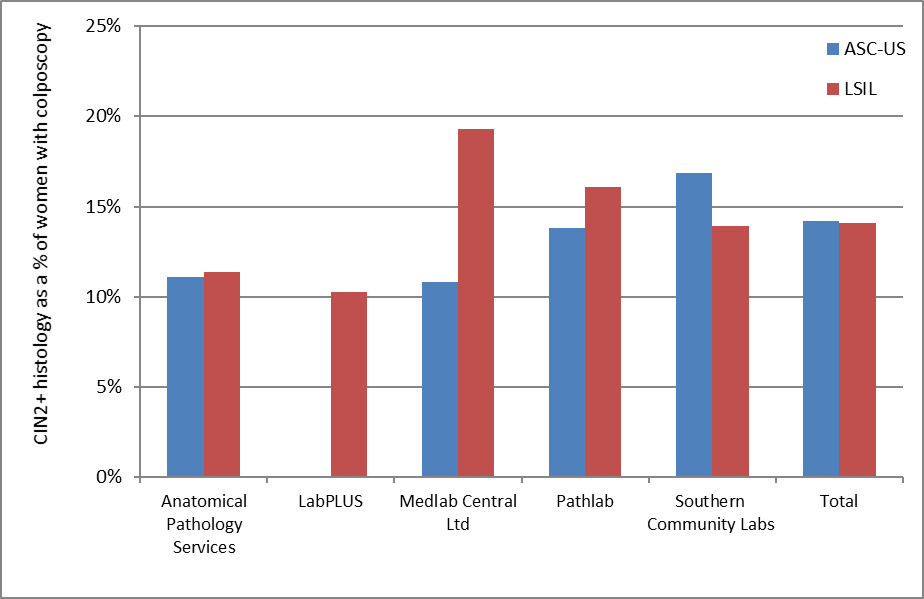 CIN2+ histology as a % of women with colposcopy
25%
20%
15%
10%
5%
0%
ASC-US
LSIL
Anatomical
Pathology
Services
LabPLUS
Medlab Central
Ltd
Pathlab
Southern
Community Labs
Total